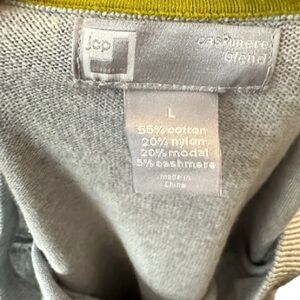 jcp
cashmere
blend
L
55% cotton
20% nylon
20% modal
5% cashmere
made in
China